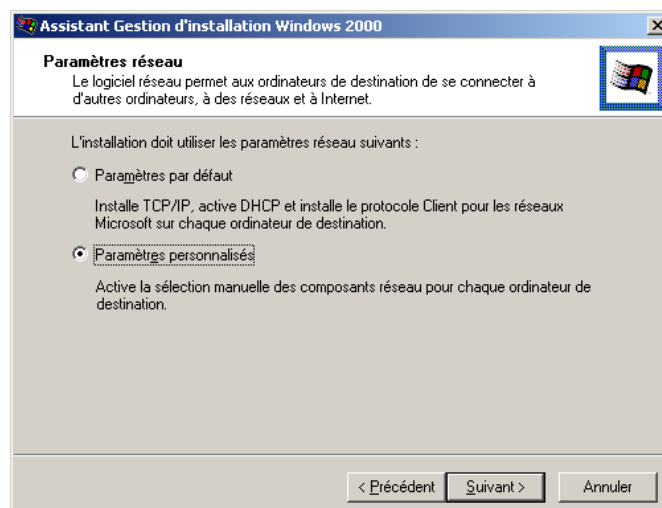 Assistant Gestion d'installation Windows 2000
Paramètres réseau
Le logiciel réseau permet aux ordinateurs de destination de se connecter à
d'autres ordinateurs, à des réseaux et à Internet.
L'installation doit utiliser les paramètres réseau suivants :
Paramètres par défaut
Installe TCP/IP, active DHCP et installe le protocole Client pour les réseaux
Microsoft sur chaque ordinateur de destination.
Paramètres personnalisés
Active la sélection manuelle des composants réseau pour chaque ordinateur de
destination.
< Précédent Suivant > Annuler